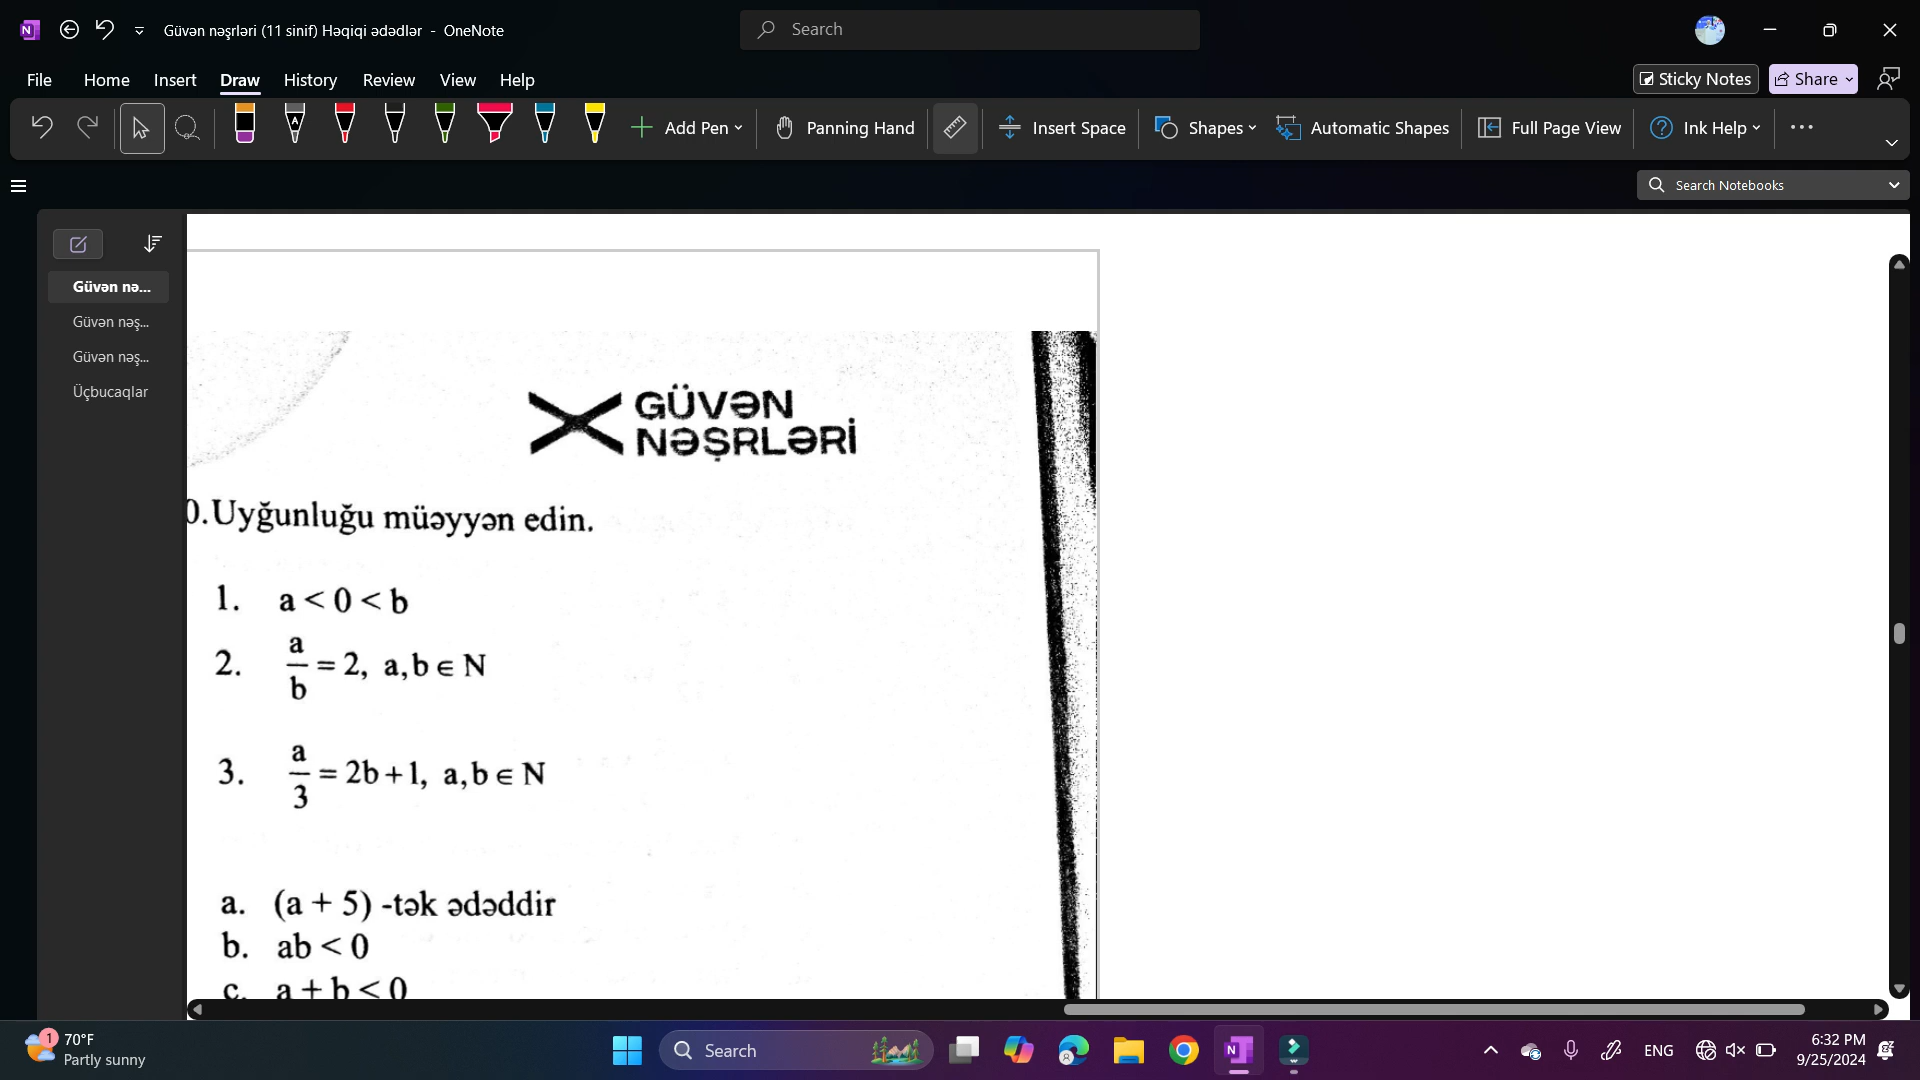 Güvən nəşrləri (11 sinif) Həqiqi ədədlər - OneNote
Search
File Home Insert Draw History Review View Help
Sticky Notes Share
Add Pen Panning Hand Insert Space Shapes Automatic Shapes Full Page View Ink Help
Search Notebooks
Güvən nə...
Güvən nəş...
Güvən nəş...
Üçbucaqlar
GÜVƏN
NƏŞRLƏRİ
0.Uyğunluğu müəyyən edin.
1. a < 0 < b
2. a/b = 2, a,b ∈ N
3. a/3 = 2b+1, a,b ∈ N
a. (a + 5) -tək ədəddir
b. ab < 0
c. a + b < 0
1 70°F
Partly sunny
Search
ENG
6:32 PM
9/25/2024